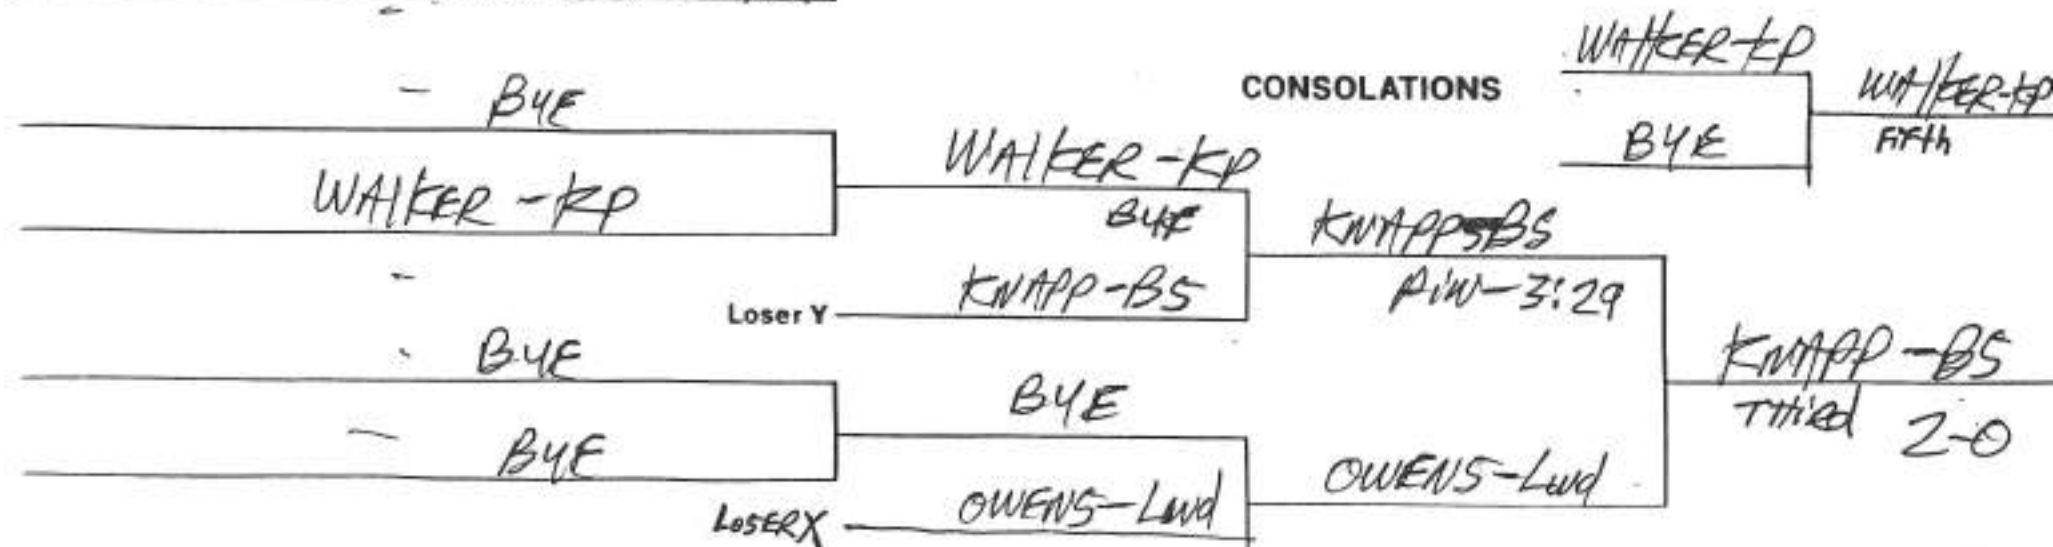 WAlKER-KP
CONSOLATIONS
WAlKER-KP
Fifth
BYE
BYE
WAlKER-KP
WAlKER-KP
BYE
KNAPP-BS
Pin-3:29
Loser Y
KNAPP-BS
BYE
KNAPP-BS
Third 2-0
BYE
BYE
OWENS-Lwd
LOSER X
OWENS-Lwd